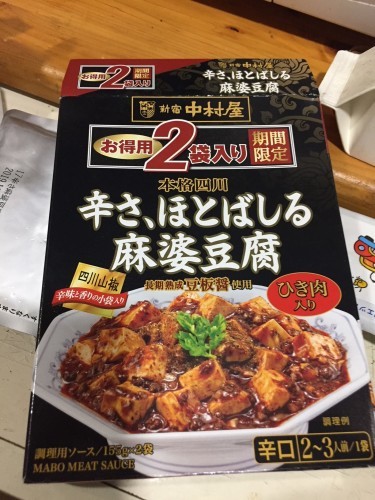 新宿 中村屋
お得用 2袋入り 期間限定
辛さ、ほとばしる
麻婆豆腐
新宿 中村屋
お得用 2袋入り 期間限定
本格四川
辛さ、ほとばしる
麻婆豆腐
四川山椒
辛味と香りの小袋入り
長期熟成 豆板醤 使用
ひき肉入り
調理例
調理用ソース/155g×2袋
辛口 2~3人前/1袋
MABO MEAT SAUCE